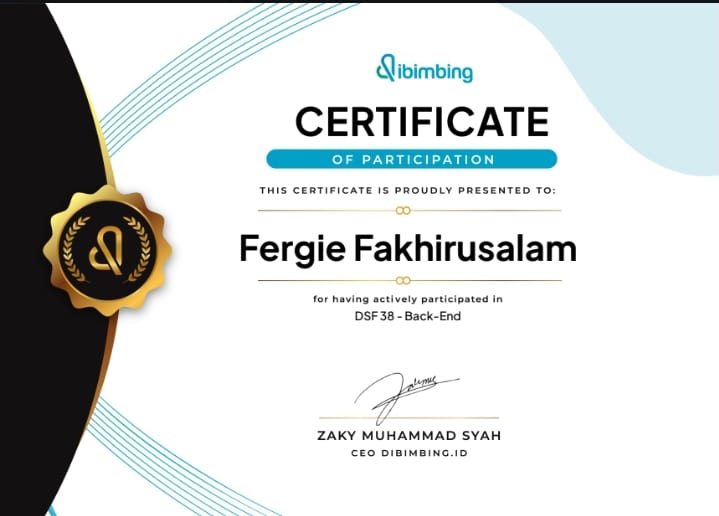 dibimbing
CERTIFICATE
OF PARTICIPATION
THIS CERTIFICATE IS PROUDLY PRESENTED TO:
Fergie Fakhirusalam
for having actively participated in
DSF 38 - Back-End
ZAKY MUHAMMAD SYAH
CEO DIBIMBING.ID